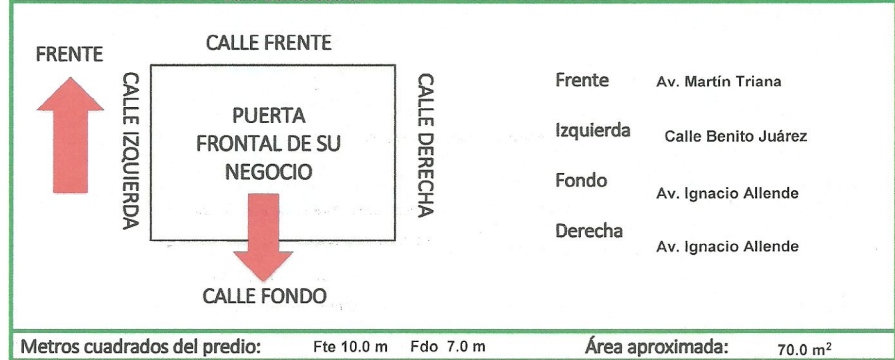 CALLE FRENTE
FRENTE
CALLE IZQUIERDA
PUERTA
FRONTAL DE SU
NEGOCIO
CALLE DERECHA
CALLE FONDO
Frente Av. Martín Triana
Izquierda Calle Benito Juárez
Fondo Av. Ignacio Allende
Derecha Av. Ignacio Allende
Metros cuadrados del predio: Fte 10.0 m Fdo 7.0 m Área aproximada: 70.0 m²